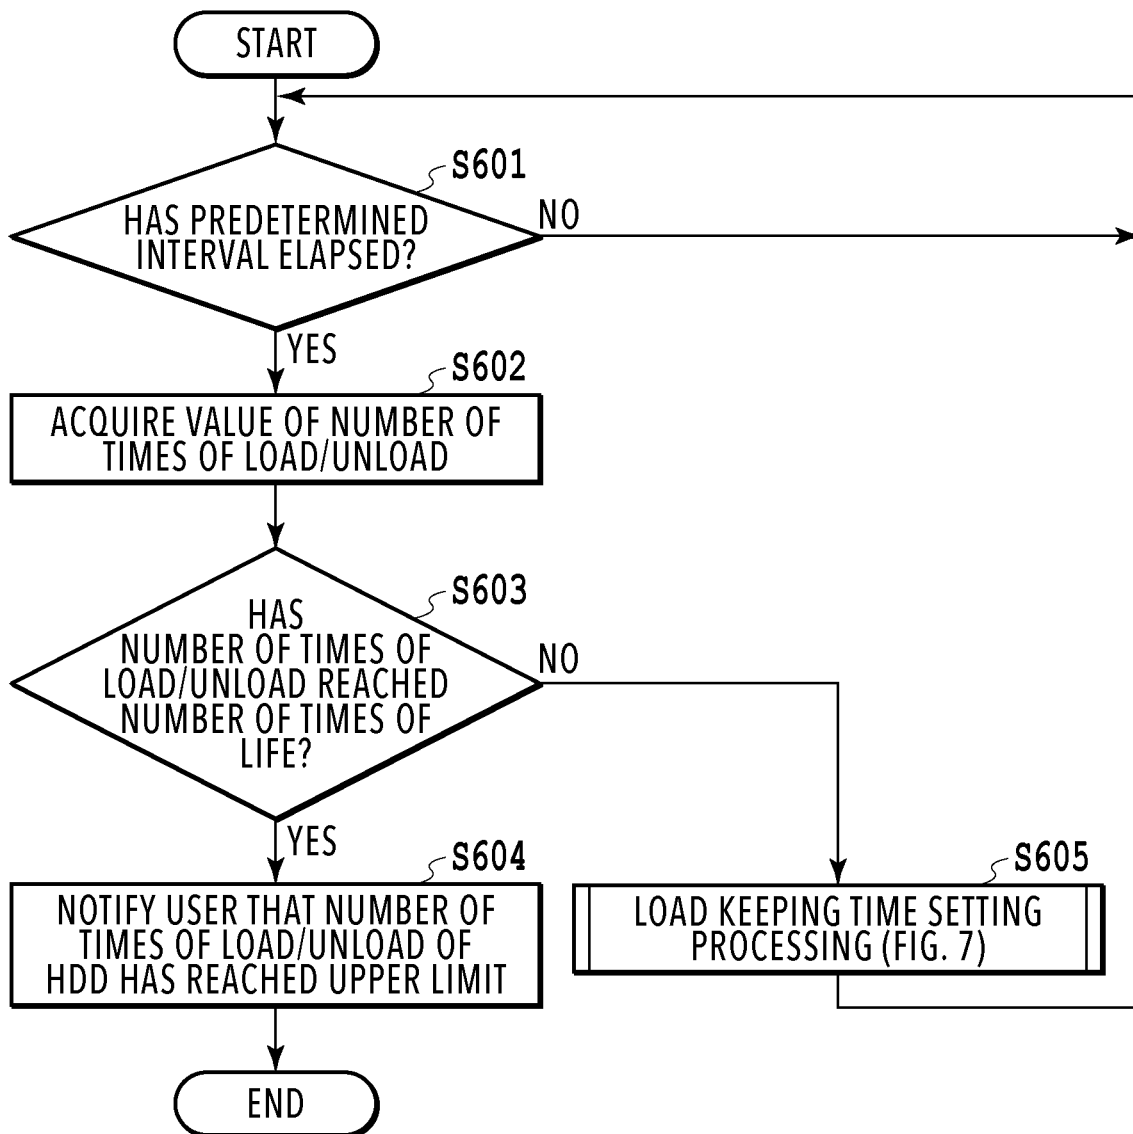 START
S601
HAS PREDETERMINED
INTERVAL ELAPSED?
NO
YES
S602
ACQUIRE VALUE OF NUMBER OF
TIMES OF LOAD/UNLOAD
S603
HAS
NUMBER OF TIMES OF
LOAD/UNLOAD REACHED
NUMBER OF TIMES OF
LIFE?
NO
YES
S604
NOTIFY USER THAT NUMBER OF
TIMES OF LOAD/UNLOAD OF
HDD HAS REACHED UPPER LIMIT
S605
LOAD KEEPING TIME SETTING
PROCESSING (FIG. 7)
END